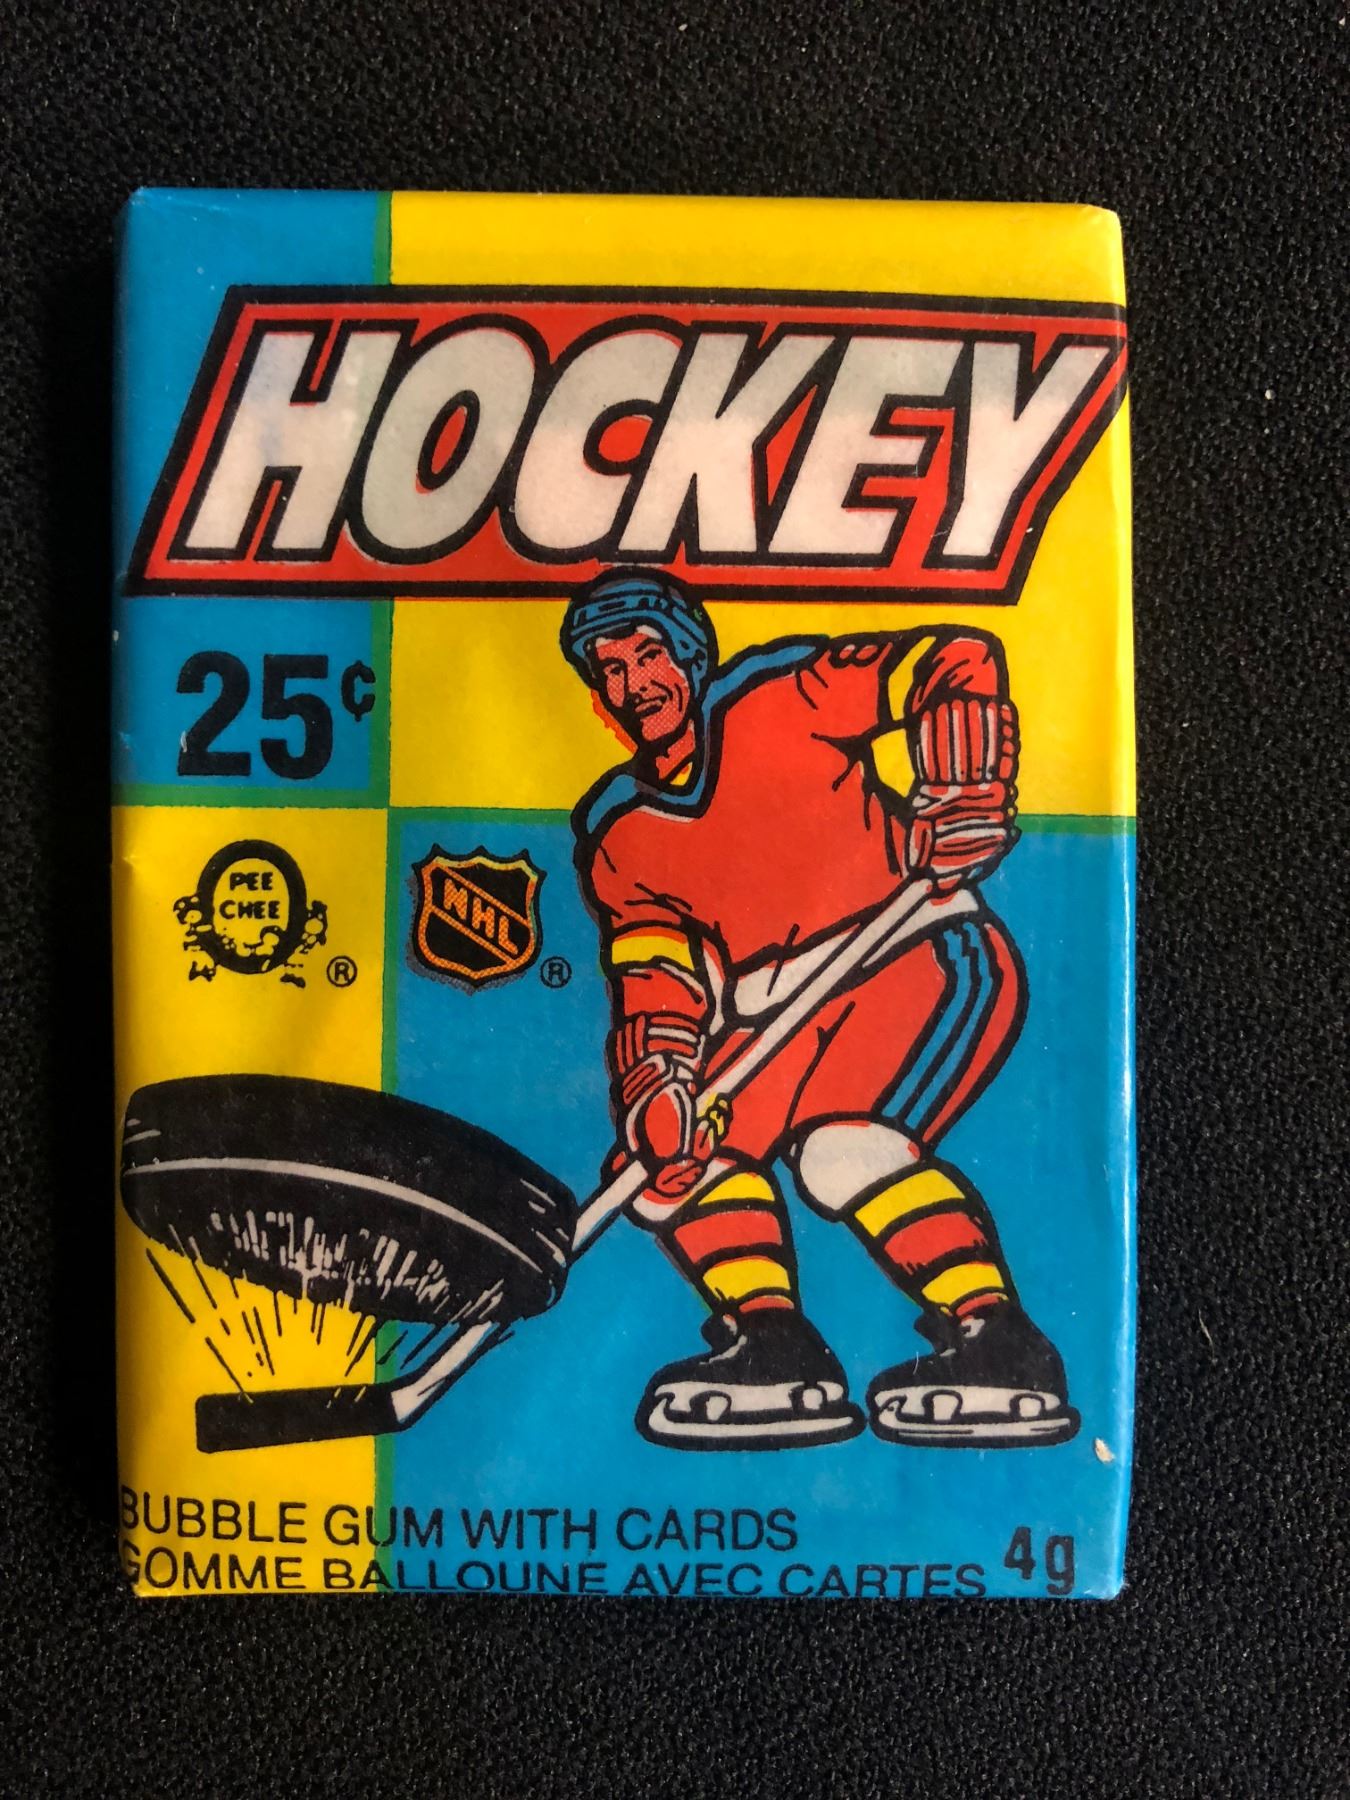 HOCKEY
25¢
PEE
CHEE
®
NHL
®
BUBBLE GUM WITH CARDS
GOMME BALLOUNE AVEC CARTES
4g